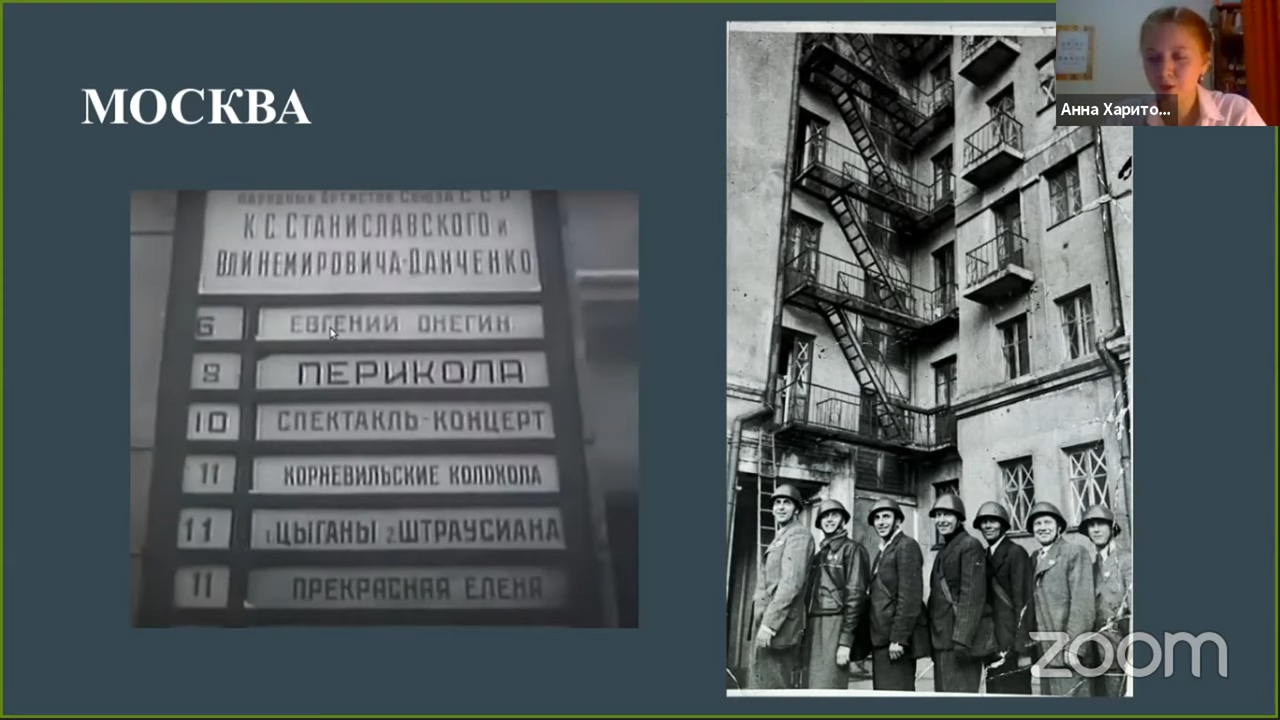 МОСКВА
Анна Харито...
народных артистов Союза С С Р
К С СТАНИСЛАВСКОГО и
ВЛ И НЕМИРОВИЧА-ДАНЧЕНКО
6 ЕВГЕНИЙ ОНЕГИН
9 ПЕРИКОЛА
10 СПЕКТАКЛЬ-КОНЦЕРТ
11 КОРНЕВИЛЬСКИЕ КОЛОКОЛА
11 1. ЦЫГАНЫ 2. ШТРАУСИАНА
11 ПРЕКРАСНАЯ ЕЛЕНА
zoom